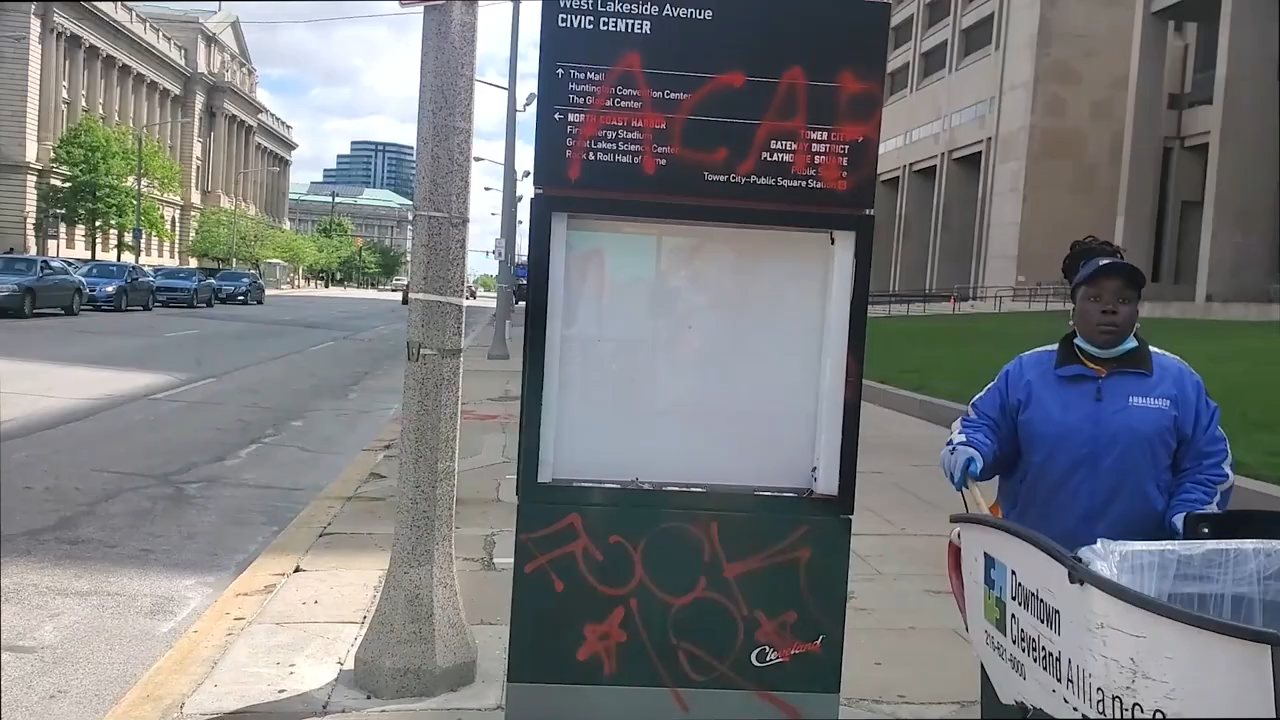 West Lakeside Avenue
CIVIC CENTER
↑ The Mall
Huntington Convention Center
The Global Center
← NORTH COAST HARBOR
FirstEnergy Stadium
Great Lakes Science Center
Rock & Roll Hall of Fame
TOWER CITY →
GATEWAY DISTRICT
PLAYHOUSE SQUARE
Public Square
Tower City–Public Square Station
ACAB
FUCK
12
Cleveland
AMBASSADOR
Downtown
Cleveland Alliance
216-621-6000